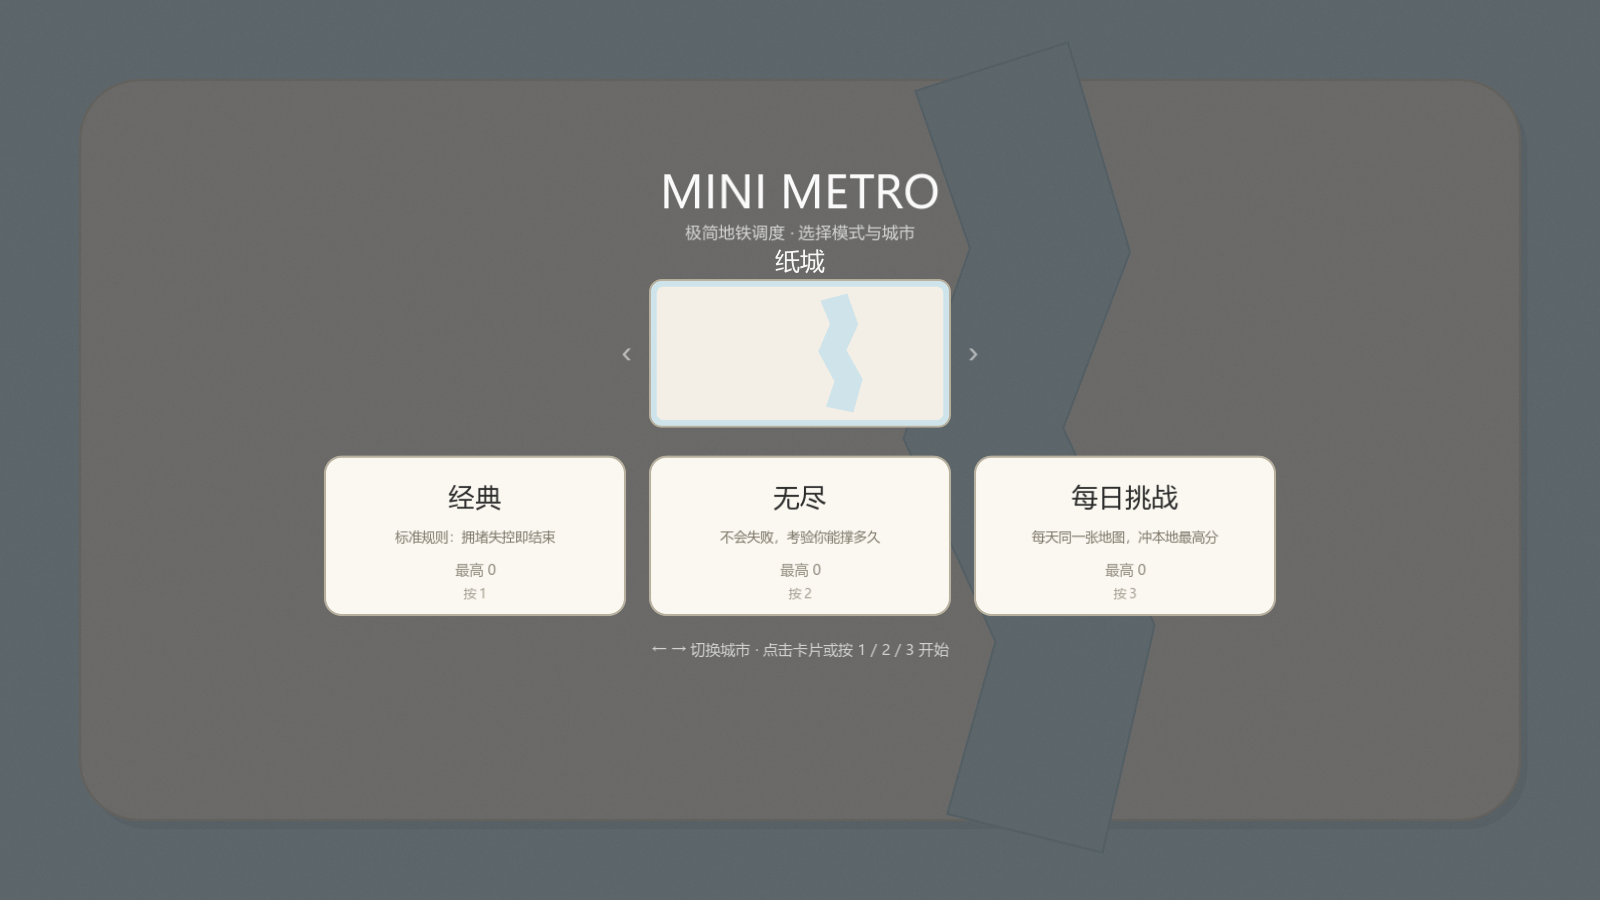 MINI METRO
极简地铁调度 · 选择模式与城市
纸城
‹ ›
经典
标准规则：拥堵失控即结束
最高 0
按 1
无尽
不会失败，考验你能撑多久
最高 0
按 2
每日挑战
每天同一张地图，冲本地最高分
最高 0
按 3
← → 切换城市 · 点击卡片或按 1 / 2 / 3 开始